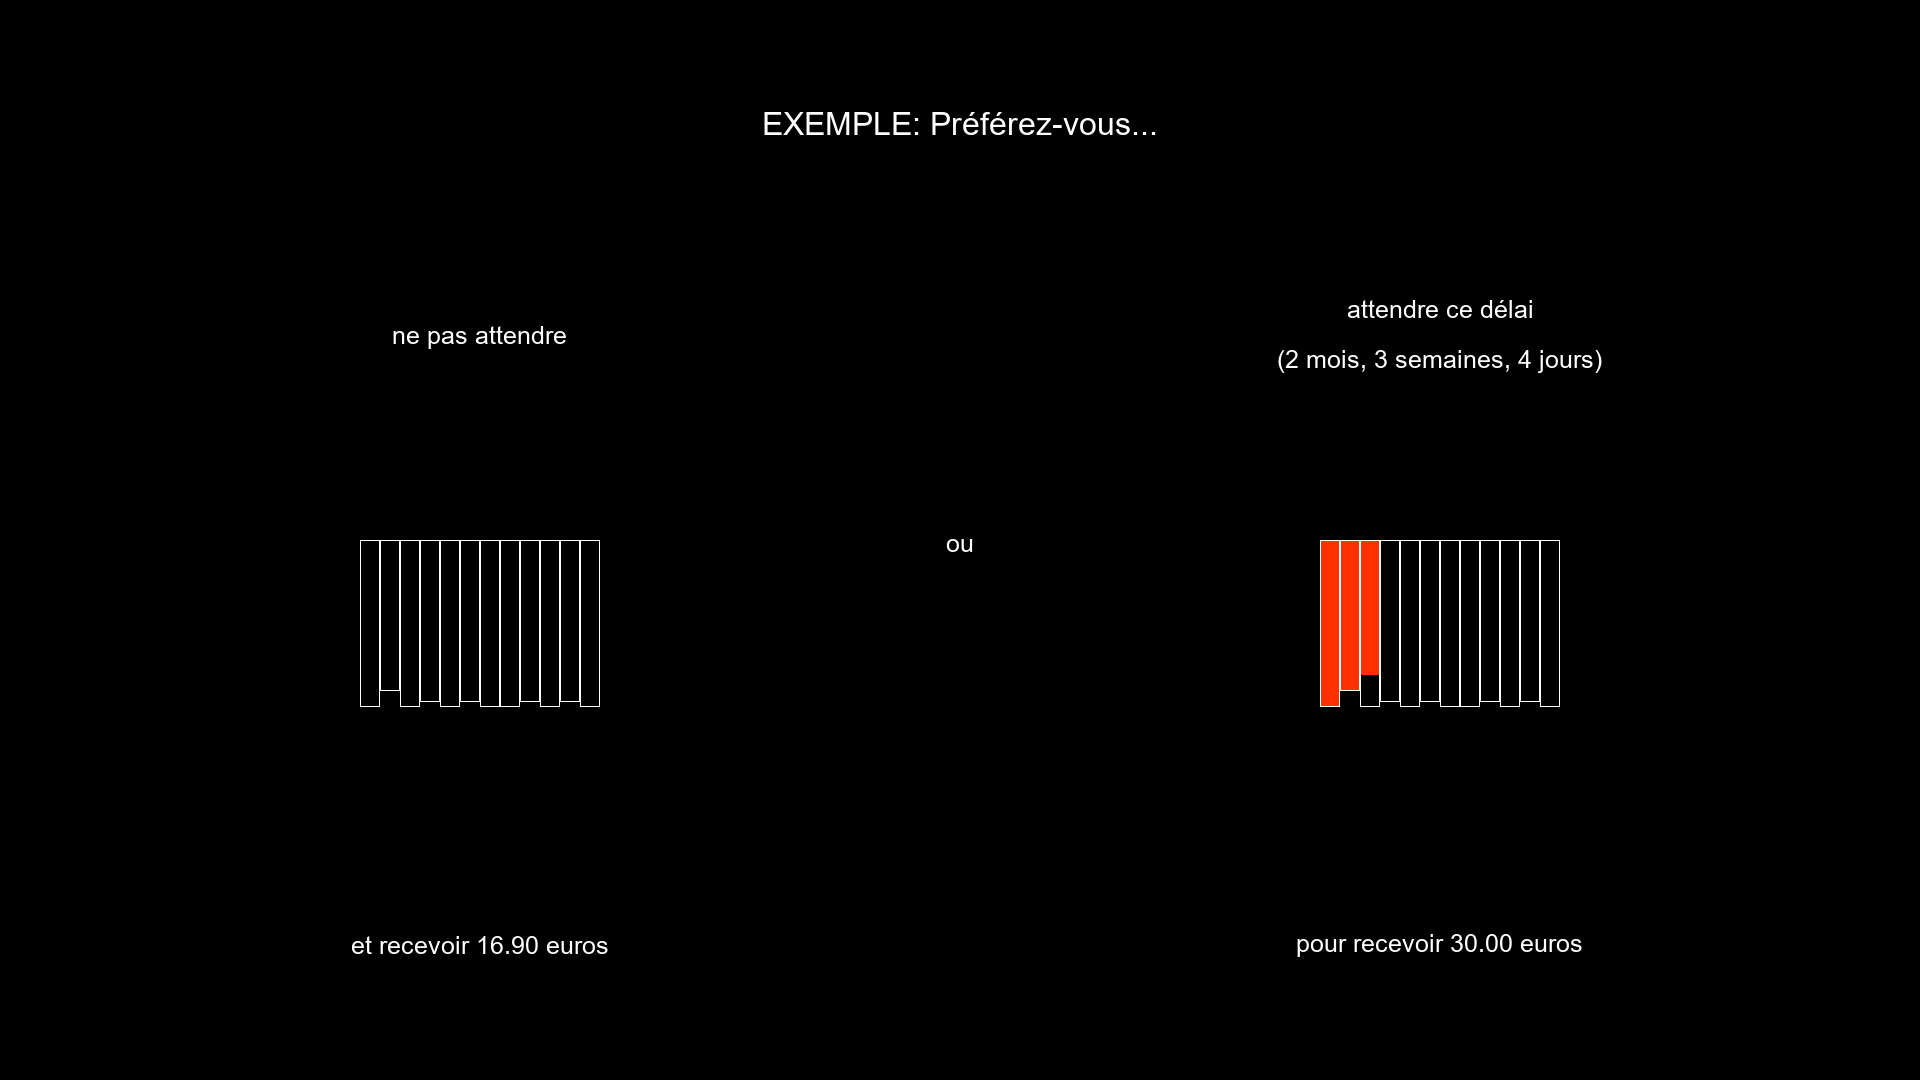 EXEMPLE: Préférez-vous...
ne pas attendre
attendre ce délai
(2 mois, 3 semaines, 4 jours)
ou
et recevoir 16.90 euros
pour recevoir 30.00 euros